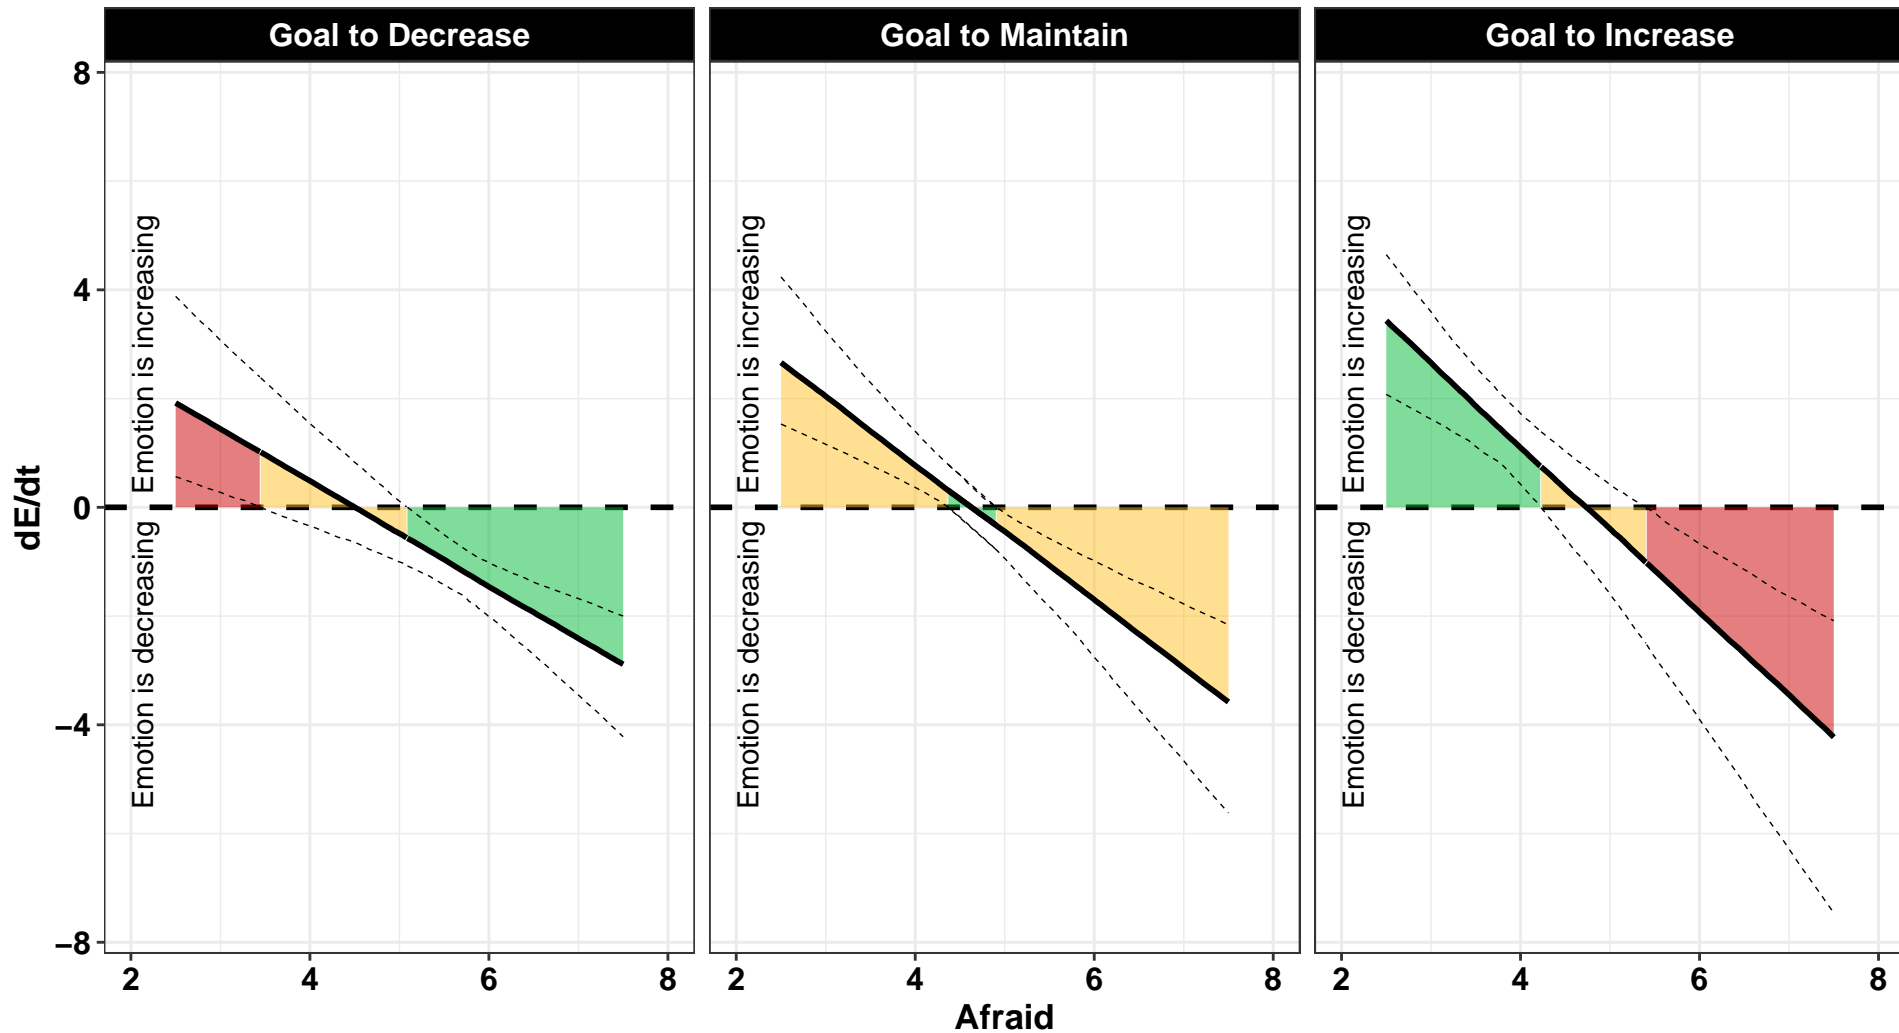 Goal to Decrease
Goal to Maintain
Goal to Increase
8
4
0
−4
−8
dE/dt
Emotion is increasing
Emotion is decreasing
Emotion is increasing
Emotion is decreasing
Emotion is increasing
Emotion is decreasing
2 4 6 8
2 4 6 8
2 4 6 8
Afraid